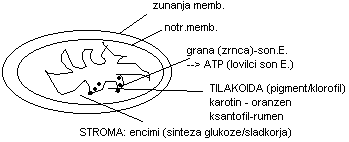 zunanja memb.
notr.memb.
grana (zrnca)-son.E.
--> ATP (lovilci son E.)
TILAKOIDA (pigment/klorofil)
karotin - oranzen
ksantofil-rumen
STROMA: encimi (sinteza glukoze/sladkorja)